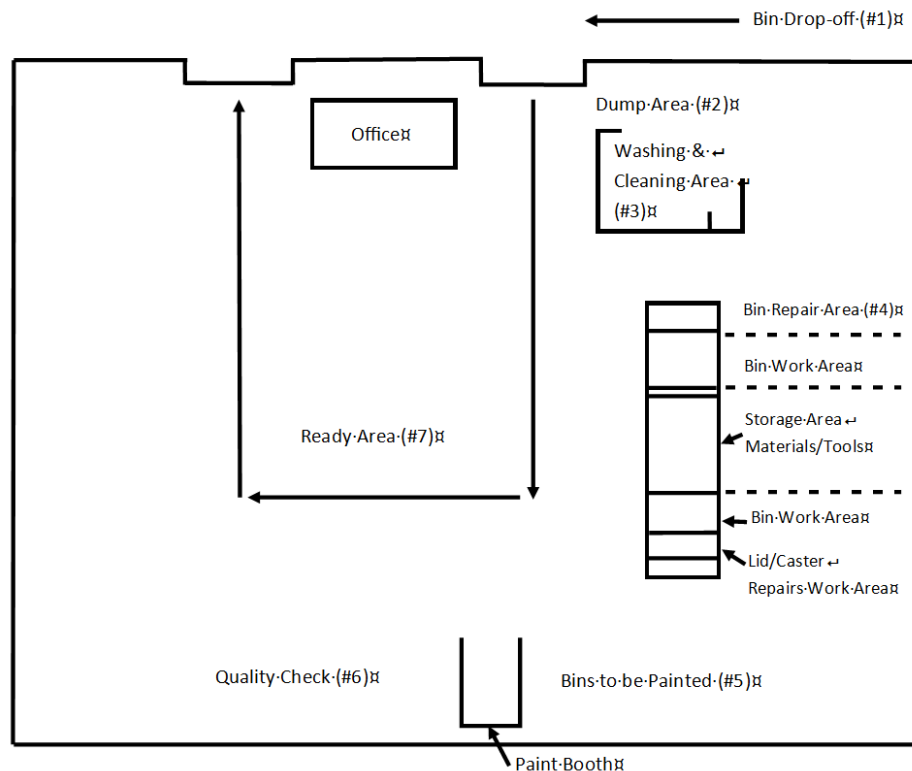 Bin·Drop-off·(#1)¤
Dump·Area·(#2)¤
Office¤
Washing·&·↵
Cleaning·Area·↵
(#3)¤
Bin·Repair·Area·(#4)¤
Bin·Work·Area¤
Storage·Area↵
Materials/Tools¤
Ready·Area·(#7)¤
Bin·Work·Area¤
Lid/Caster·↵
Repairs·Work·Area¤
Quality·Check·(#6)¤
Bins·to·be·Painted·(#5)¤
Paint·Booth¤